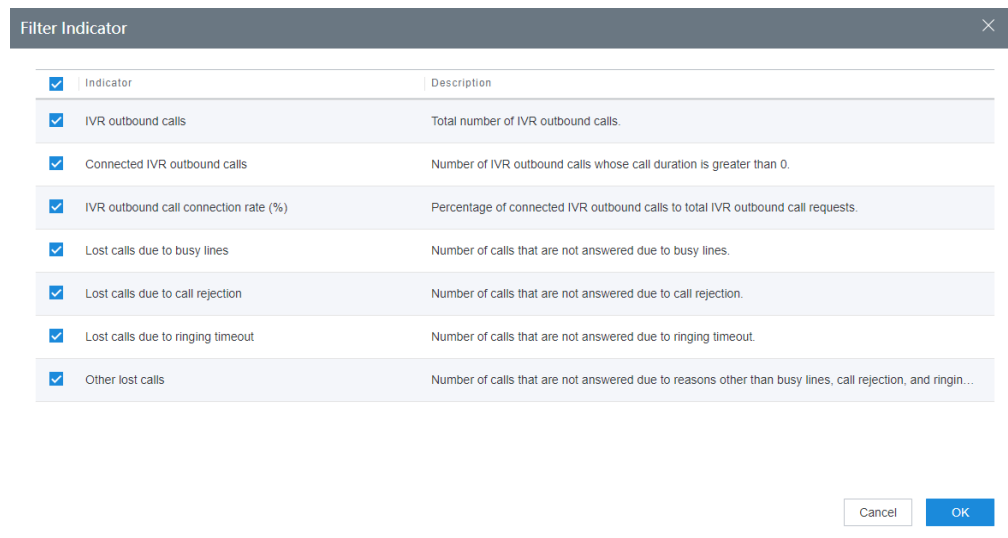 Filter Indicator
Indicator Description
IVR outbound calls Total number of IVR outbound calls.
Connected IVR outbound calls Number of IVR outbound calls whose call duration is greater than 0.
IVR outbound call connection rate (%) Percentage of connected IVR outbound calls to total IVR outbound call requests.
Lost calls due to busy lines Number of calls that are not answered due to busy lines.
Lost calls due to call rejection Number of calls that are not answered due to call rejection.
Lost calls due to ringing timeout Number of calls that are not answered due to ringing timeout.
Other lost calls Number of calls that are not answered due to reasons other than busy lines, call rejection, and ringin...
Cancel OK